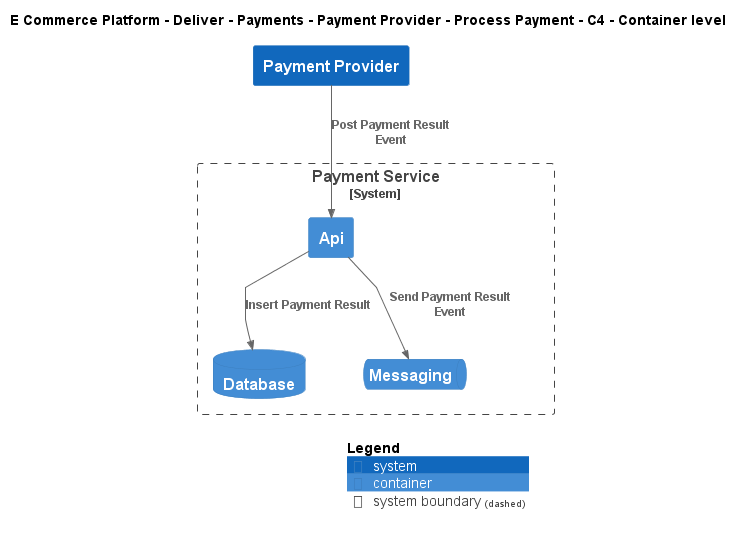 E Commerce Platform - Deliver - Payments - Payment Provider - Process Payment - C4 - Container level
Payment Provider
Post Payment Result
Event
Payment Service
[System]
Api
Insert Payment Result
Send Payment Result
Event
Database
Messaging
Legend
system
container
system boundary (dashed)